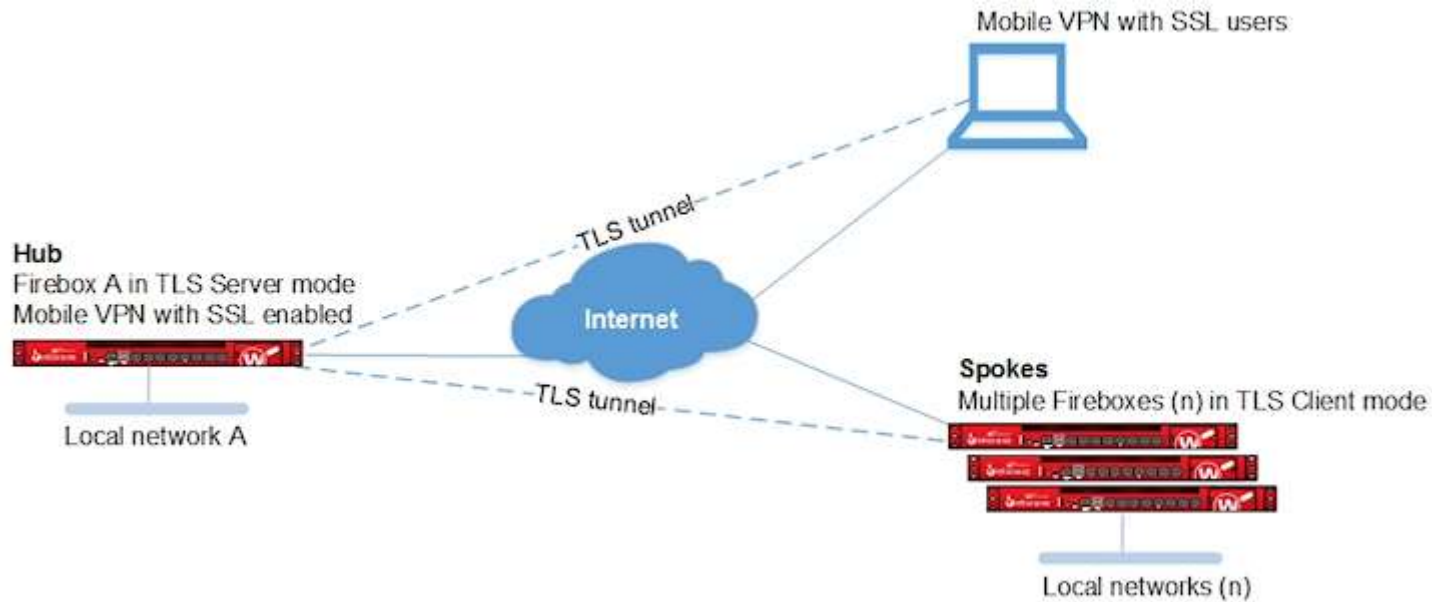 Mobile VPN with SSL users
TLS tunnel
Hub
Firebox A in TLS Server mode
Mobile VPN with SSL enabled
Internet
TLS tunnel
Local network A
Spokes
Multiple Fireboxes (n) in TLS Client mode
Local networks (n)